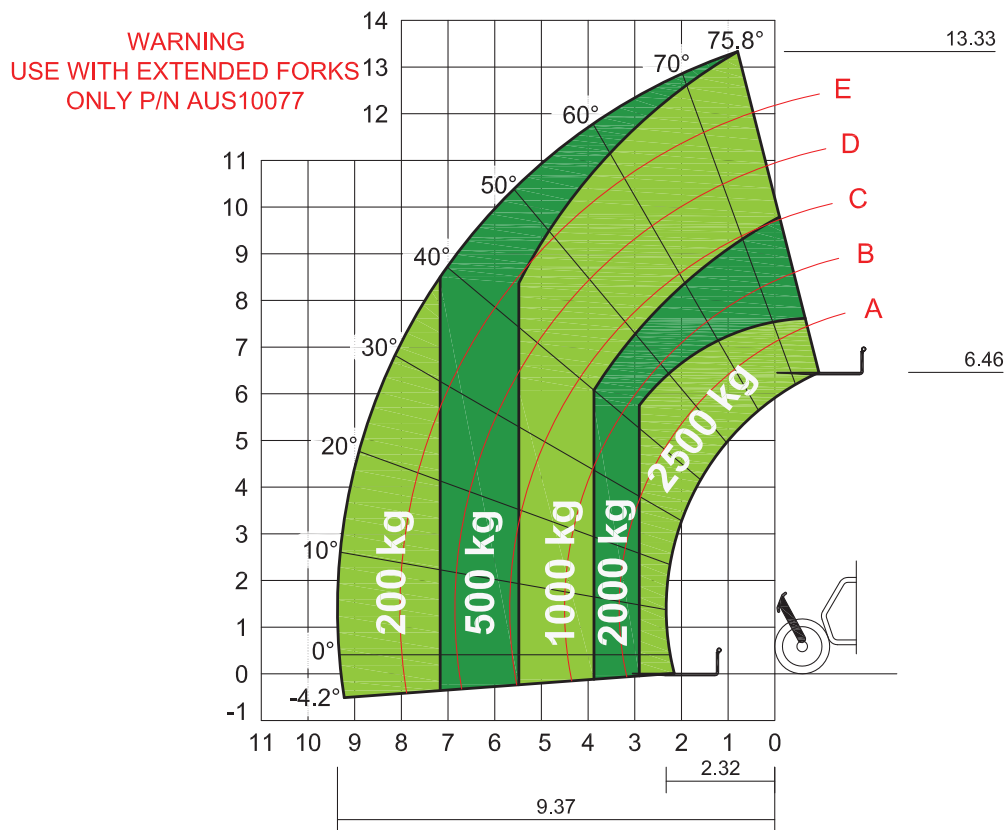 WARNING
USE WITH EXTENDED FORKS
ONLY P/N AUS10077
14
13
12
11
10
9
8
7
6
5
4
3
2
1
0
-1
11 10 9 8 7 6 5 4 3 2 1 0
75.8°
70°
60°
50°
40°
30°
20°
10°
0°
-4.2°
E
D
C
B
A
13.33
6.46
200 kg
500 kg
1000 kg
2000 kg
2500 kg
2.32
9.37